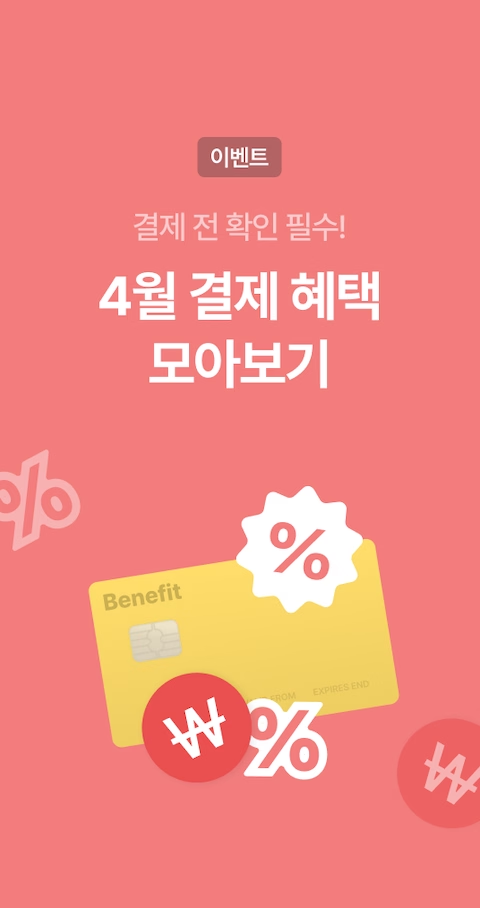 이벤트
결제 전 확인 필수!
4월 결제 혜택
모아보기
%
%
Benefit
FROM
EXPIRES END
₩
%
₩